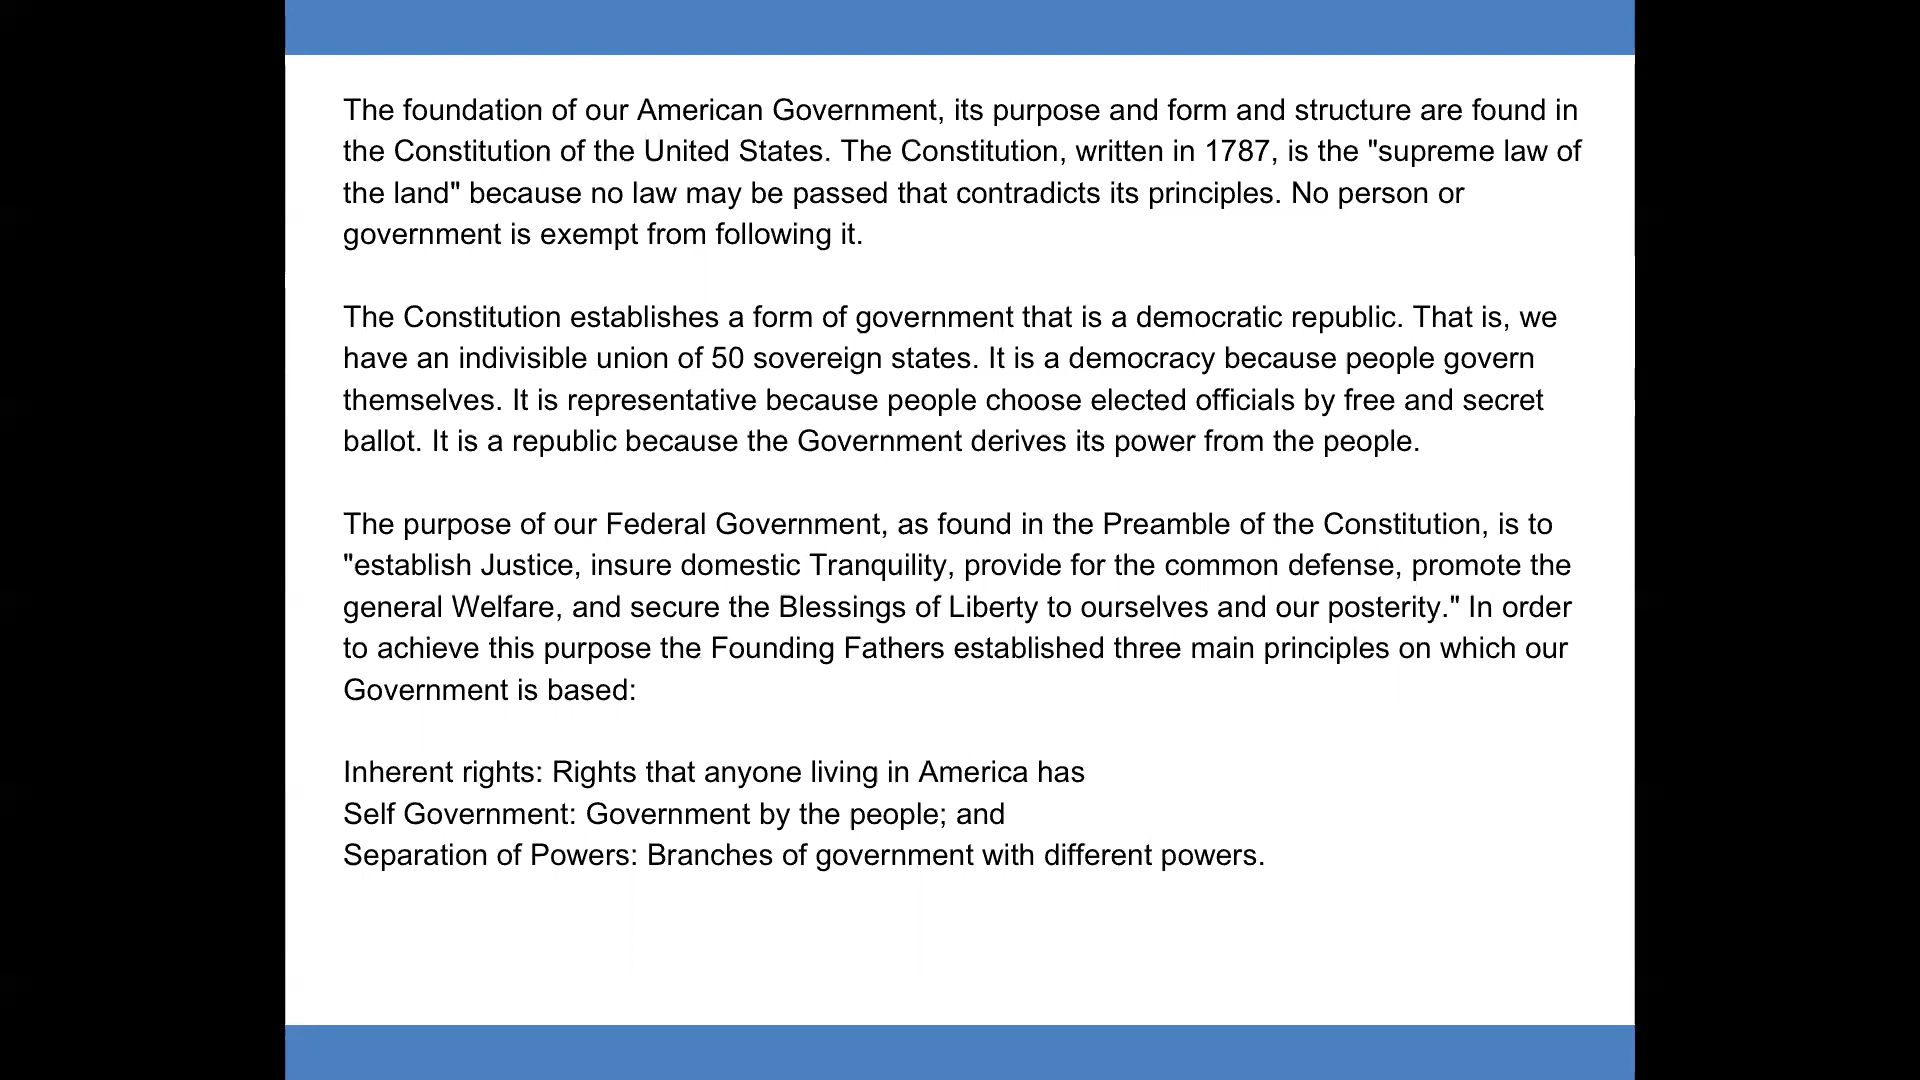 The foundation of our American Government, its purpose and form and structure are found in
the Constitution of the United States. The Constitution, written in 1787, is the "supreme law of
the land" because no law may be passed that contradicts its principles. No person or
government is exempt from following it.
The Constitution establishes a form of government that is a democratic republic. That is, we
have an indivisible union of 50 sovereign states. It is a democracy because people govern
themselves. It is representative because people choose elected officials by free and secret
ballot. It is a republic because the Government derives its power from the people.
The purpose of our Federal Government, as found in the Preamble of the Constitution, is to
"establish Justice, insure domestic Tranquility, provide for the common defense, promote the
general Welfare, and secure the Blessings of Liberty to ourselves and our posterity." In order
to achieve this purpose the Founding Fathers established three main principles on which our
Government is based:
Inherent rights: Rights that anyone living in America has
Self Government: Government by the people; and
Separation of Powers: Branches of government with different powers.